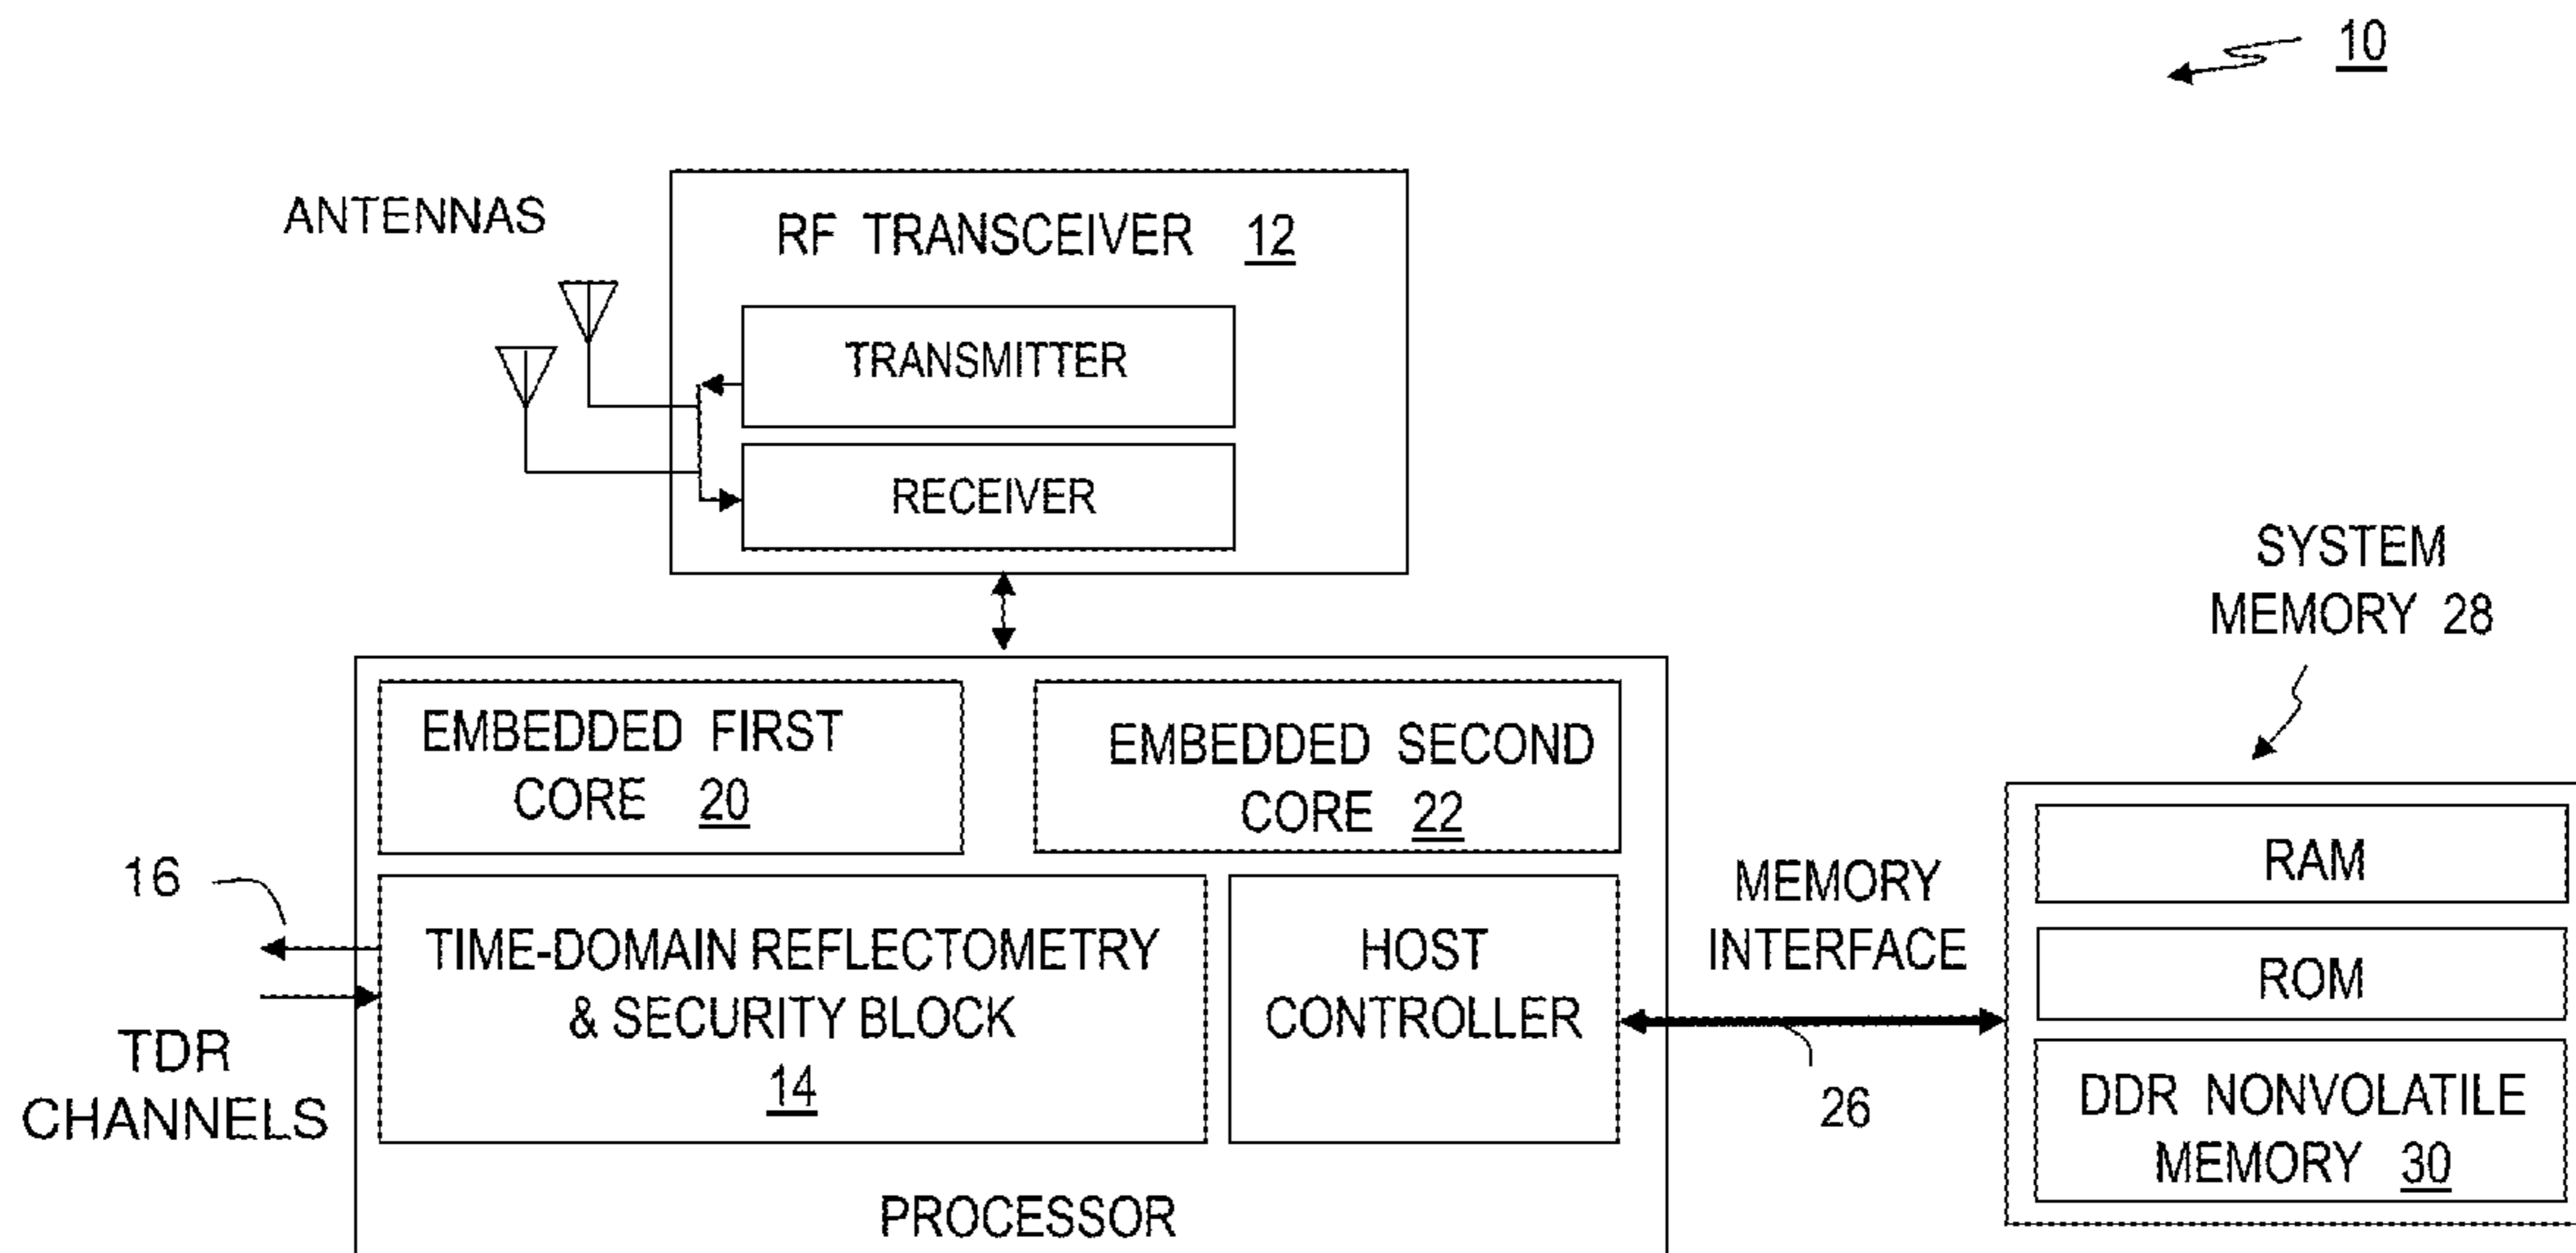 10
ANTENNAS
RF TRANSCEIVER 12
TRANSMITTER
RECEIVER
SYSTEM
MEMORY 28
EMBEDDED FIRST
CORE 20
EMBEDDED SECOND
CORE 22
16
TDR
CHANNELS
TIME-DOMAIN REFLECTOMETRY
& SECURITY BLOCK
14
HOST
CONTROLLER
MEMORY
INTERFACE
26
RAM
ROM
DDR NONVOLATILE
MEMORY 30
PROCESSOR